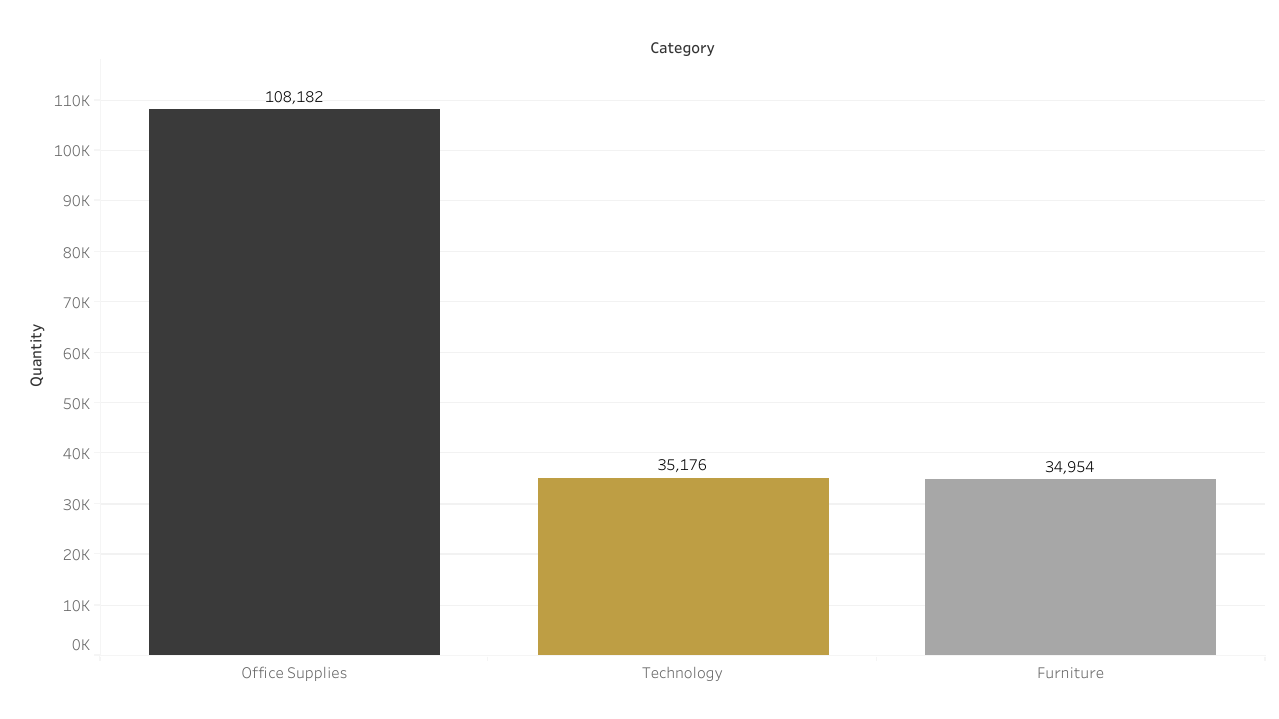 Category
108,182
110K
100K
90K
80K
70K
60K
50K
40K
30K
20K
10K
0K
Quantity
35,176
34,954
Office Supplies
Technology
Furniture